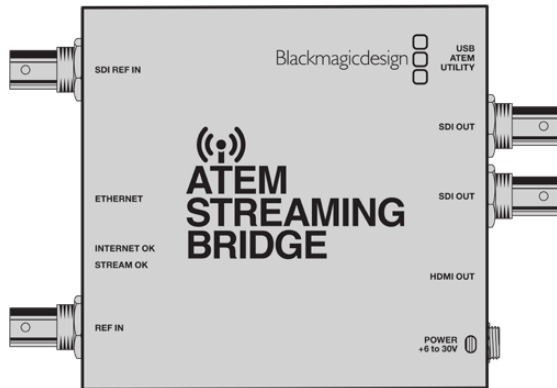 SDI REF IN
Blackmagicdesign
USB
ATEM
UTILITY
SDI OUT
ATEM
STREAMING
BRIDGE
ETHERNET
SDI OUT
INTERNET OK
STREAM OK
HDMI OUT
REF IN
POWER
+6 to 30V